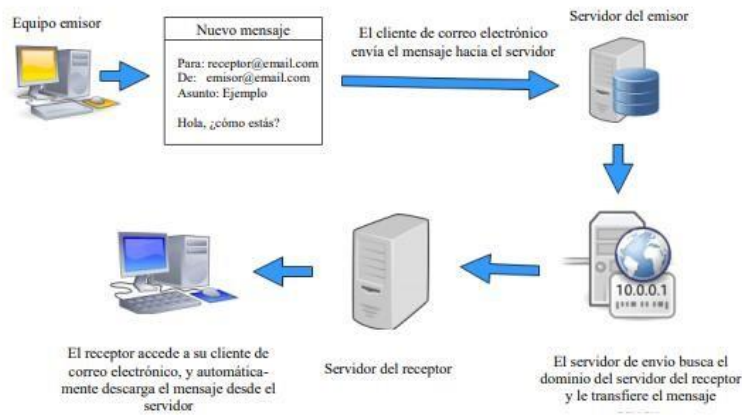 Equipo emisor
Nuevo mensaje
Para: receptor@email.com
De: emisor@email.com
Asunto: Ejemplo
Hola, ¿cómo estás?
El cliente de correo electrónico
envía el mensaje hacia el servidor
Servidor del emisor
10.0.0.1
El servidor de envío busca el
dominio del servidor del receptor
y le transfiere el mensaje
Servidor del receptor
El receptor accede a su cliente de
correo electrónico, y automática-
mente descarga el mensaje desde el
servidor